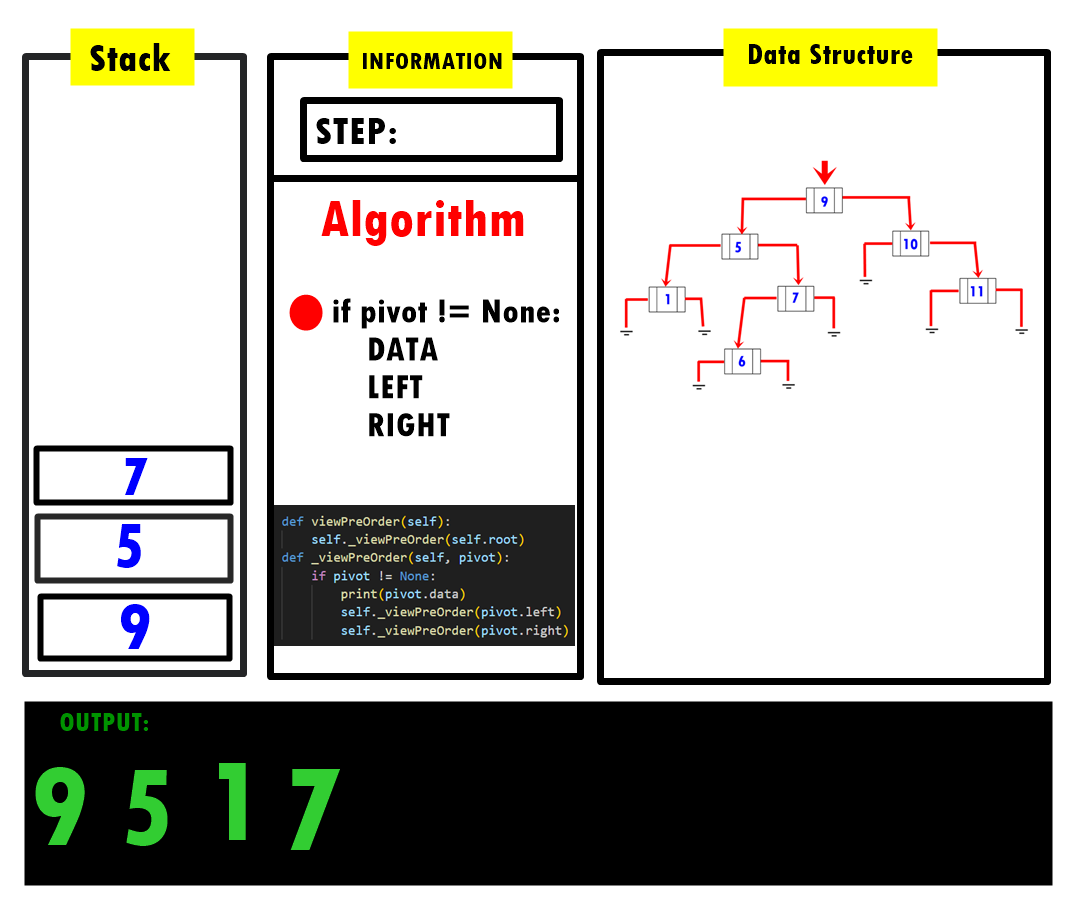 Stack
7
5
9
INFORMATION
STEP:
Algorithm
if pivot != None:
DATA
LEFT
RIGHT
def viewPreOrder(self):
self._viewPreOrder(self.root)
def _viewPreOrder(self, pivot):
if pivot != None:
print(pivot.data)
self._viewPreOrder(pivot.left)
self._viewPreOrder(pivot.right)
Data Structure
9
5
10
1
7
11
6
OUTPUT:
9 5 1 7